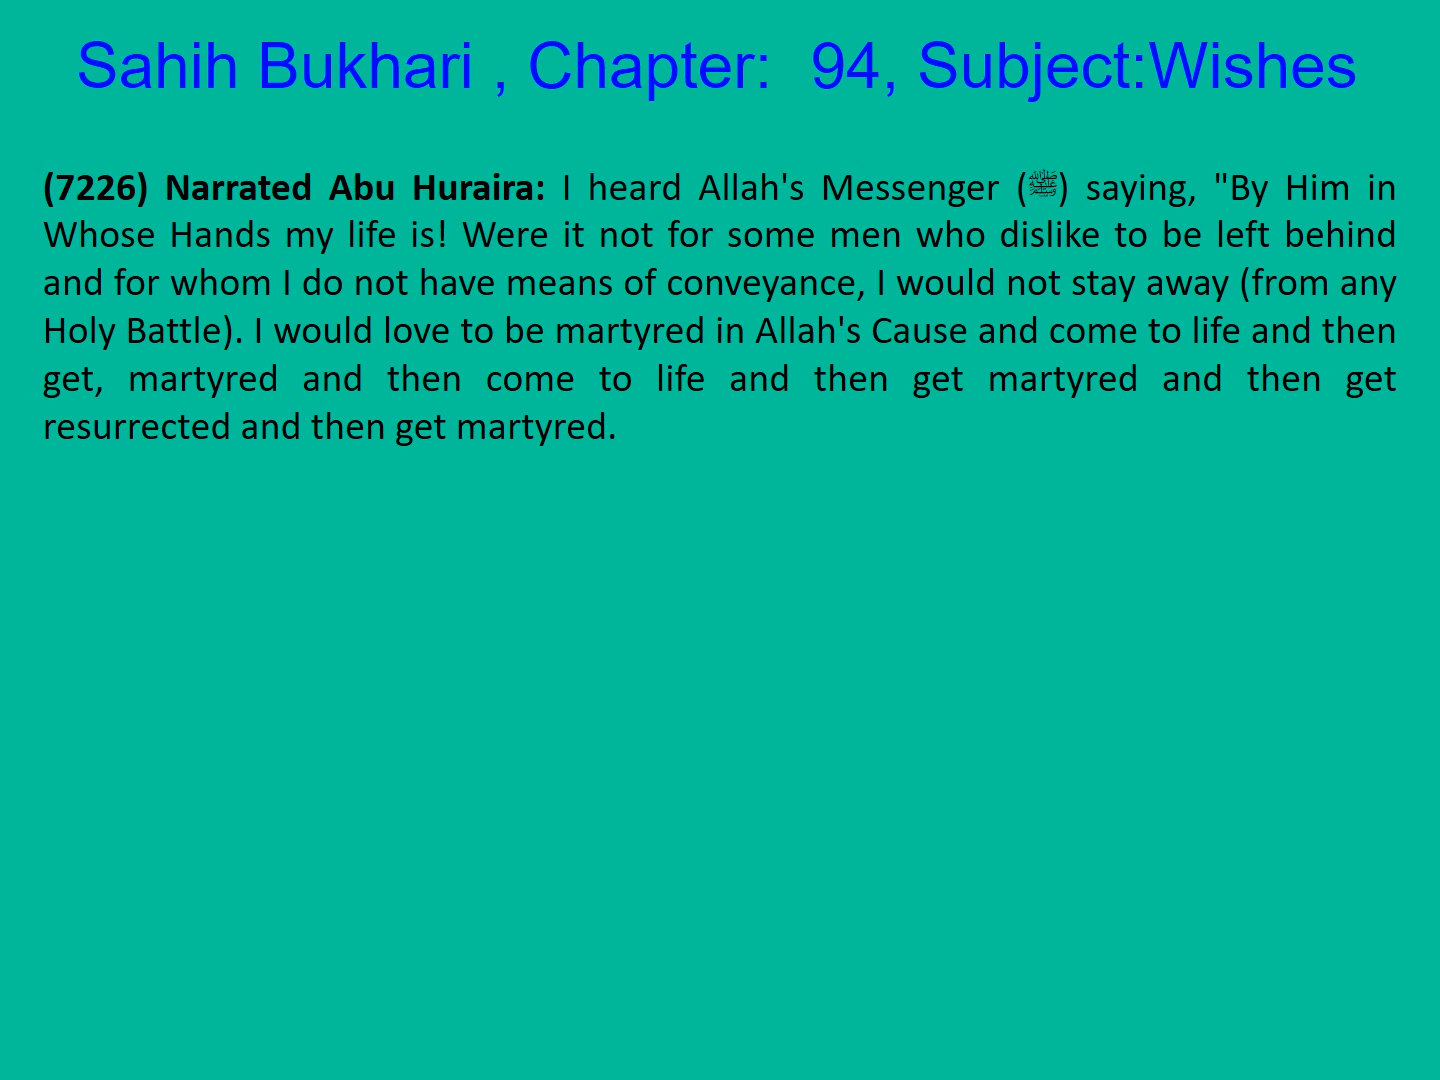 Sahih Bukhari , Chapter:  94, Subject:Wishes
(7226) Narrated Abu Huraira: I heard Allah's Messenger (ﷺ) saying, "By Him in
Whose Hands my life is! Were it not for some men who dislike to be left behind
and for whom I do not have means of conveyance, I would not stay away (from any
Holy Battle). I would love to be martyred in Allah's Cause and come to life and then
get, martyred and then come to life and then get martyred and then get
resurrected and then get martyred.